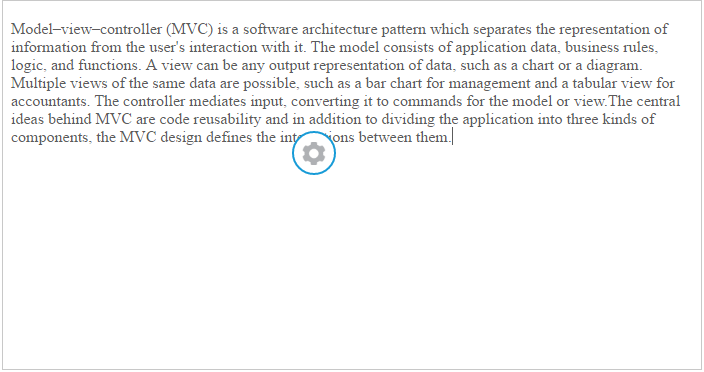 Model–view–controller (MVC) is a software architecture pattern which separates the representation of
information from the user's interaction with it. The model consists of application data, business rules,
logic, and functions. A view can be any output representation of data, such as a chart or a diagram.
Multiple views of the same data are possible, such as a bar chart for management and a tabular view for
accountants. The controller mediates input, converting it to commands for the model or view.The central
ideas behind MVC are code reusability and in addition to dividing the application into three kinds of
components, the MVC design defines the between them.